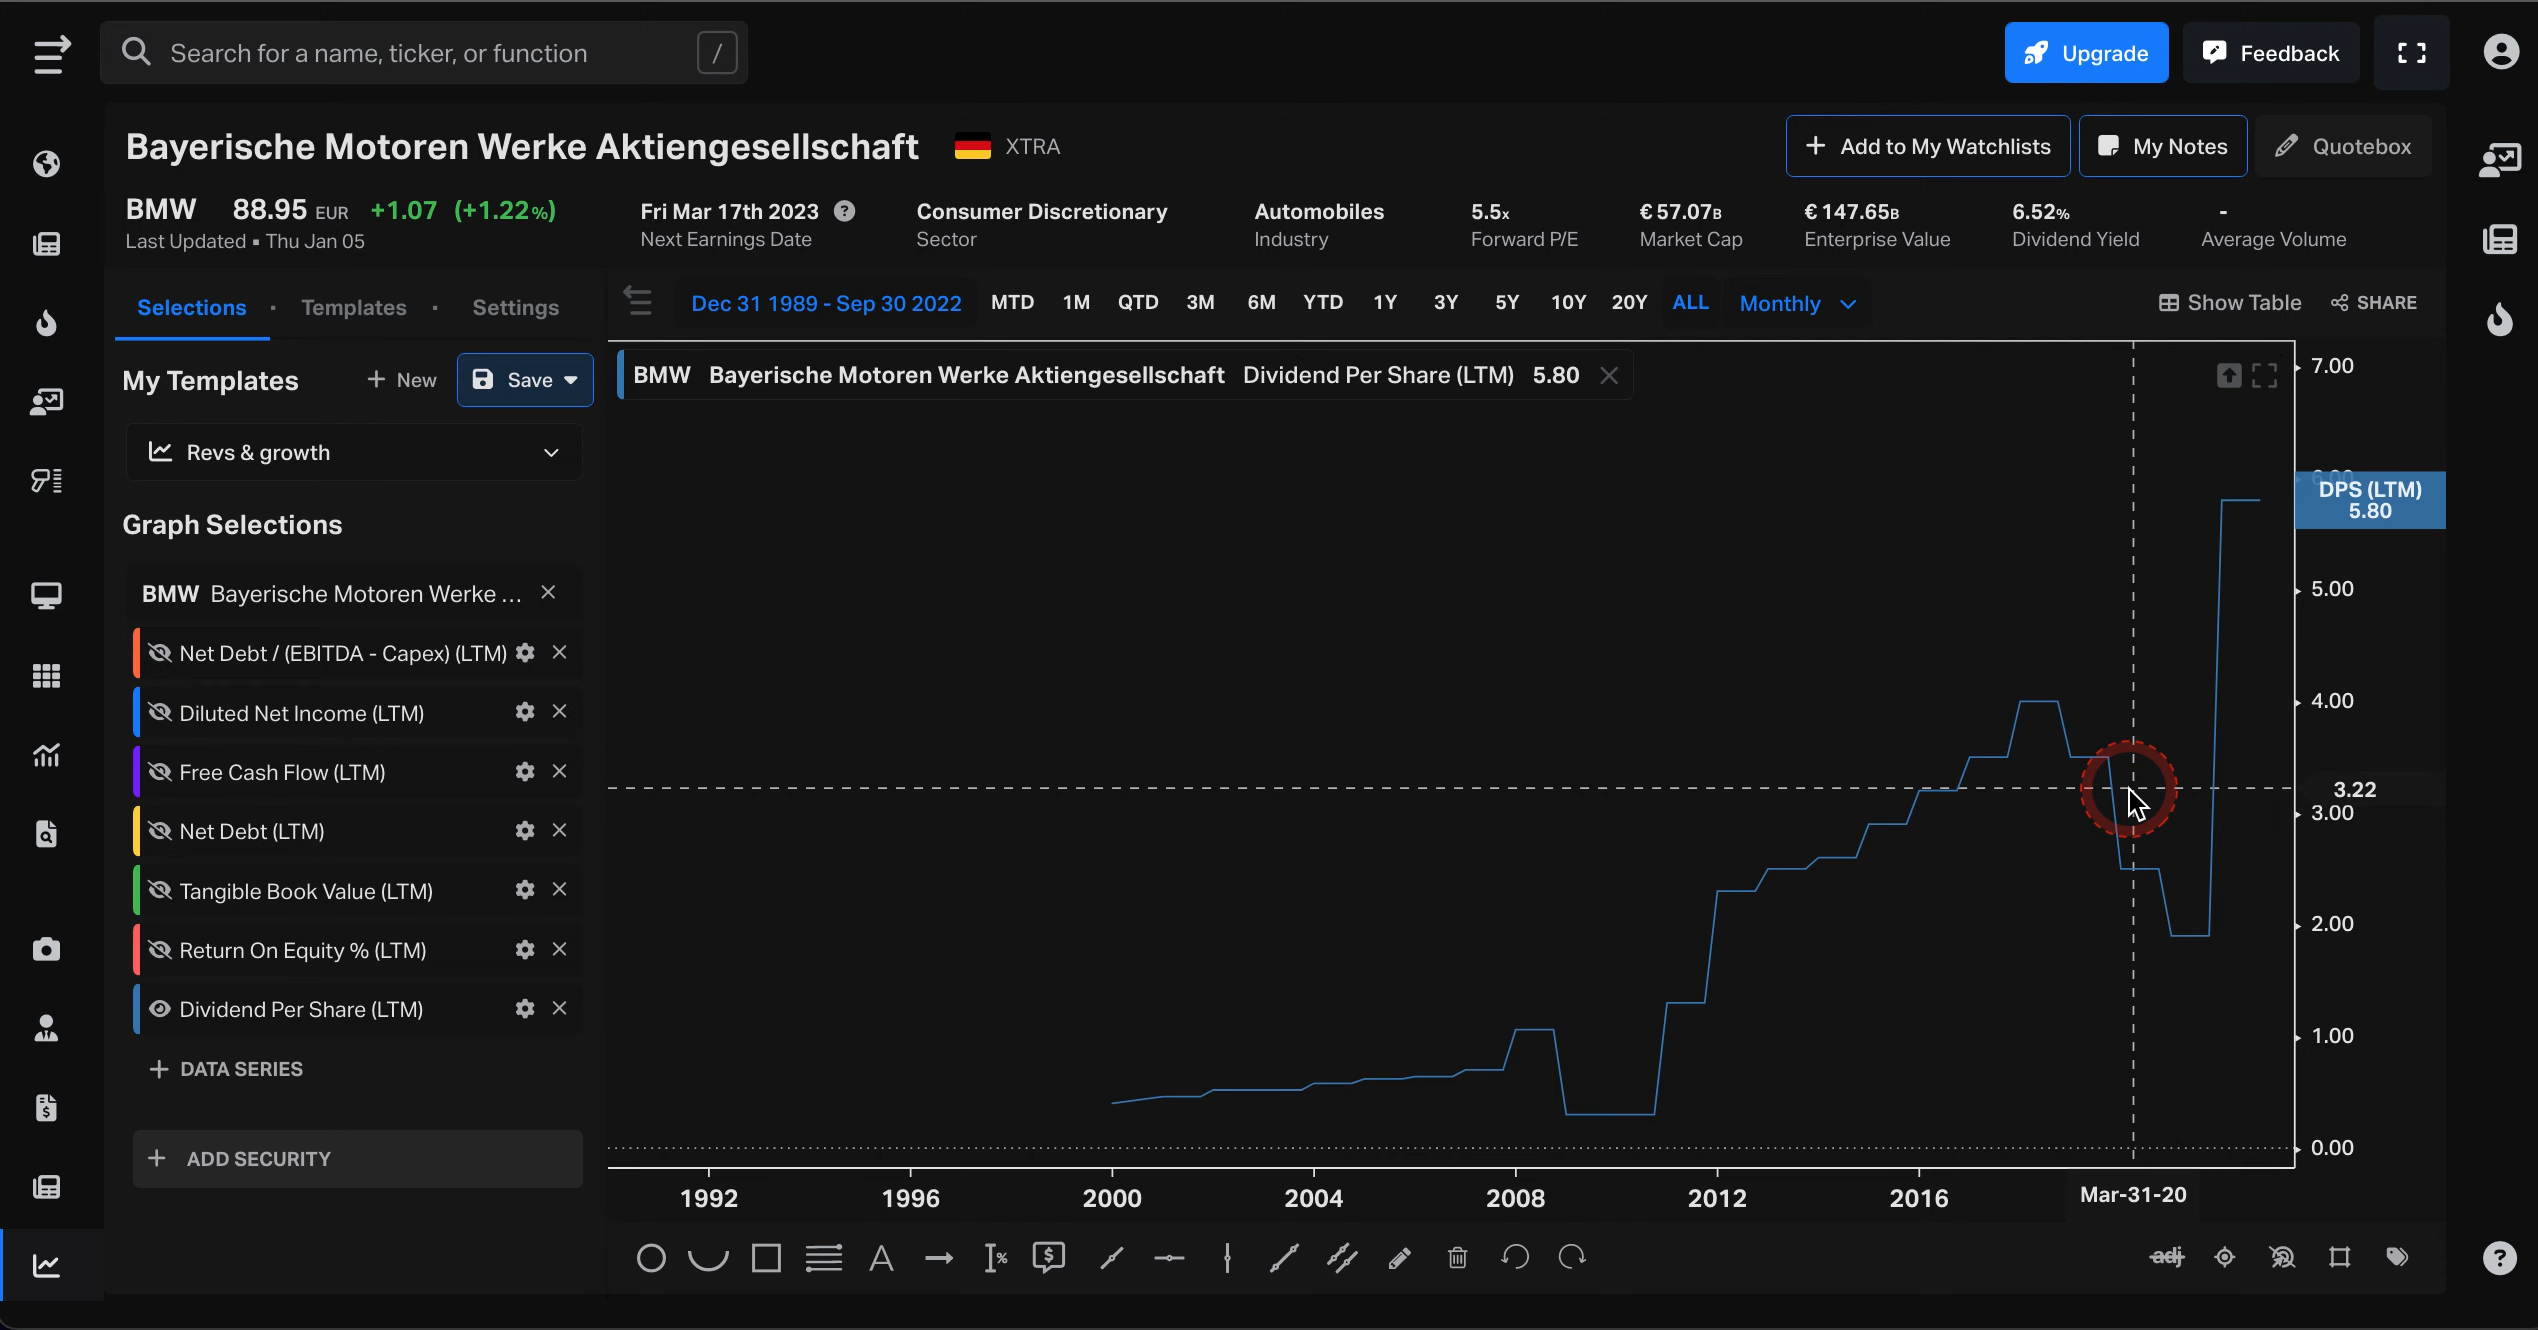 Search for a name, ticker, or function /
Upgrade
Feedback
Bayerische Motoren Werke Aktiengesellschaft XTRA
+ Add to My Watchlists
My Notes
Quotebox
BMW 88.95 EUR +1.07 (+1.22%)
Last Updated ▪ Thu Jan 05
Fri Mar 17th 2023 ?
Next Earnings Date
Consumer Discretionary
Sector
Automobiles
Industry
5.5x
Forward P/E
€ 57.07B
Market Cap
€ 147.65B
Enterprise Value
6.52%
Dividend Yield
-
Average Volume
Selections · Templates · Settings
Dec 31 1989 - Sep 30 2022 MTD 1M QTD 3M 6M YTD 1Y 3Y 5Y 10Y 20Y ALL Monthly
Show Table
SHARE
My Templates
+ New
Save
Revs & growth
Graph Selections
BMW Bayerische Motoren Werke ...
Net Debt / (EBITDA - Capex) (LTM)
Diluted Net Income (LTM)
Free Cash Flow (LTM)
Net Debt (LTM)
Tangible Book Value (LTM)
Return On Equity % (LTM)
Dividend Per Share (LTM)
+ DATA SERIES
+ ADD SECURITY
BMW Bayerische Motoren Werke Aktiengesellschaft Dividend Per Share (LTM) 5.80
7.00
6.00
DPS (LTM)
5.80
5.00
4.00
3.22
3.00
2.00
1.00
0.00
1992 1996 2000 2004 2008 2012 2016 Mar-31-20
A
%
$
adj
?